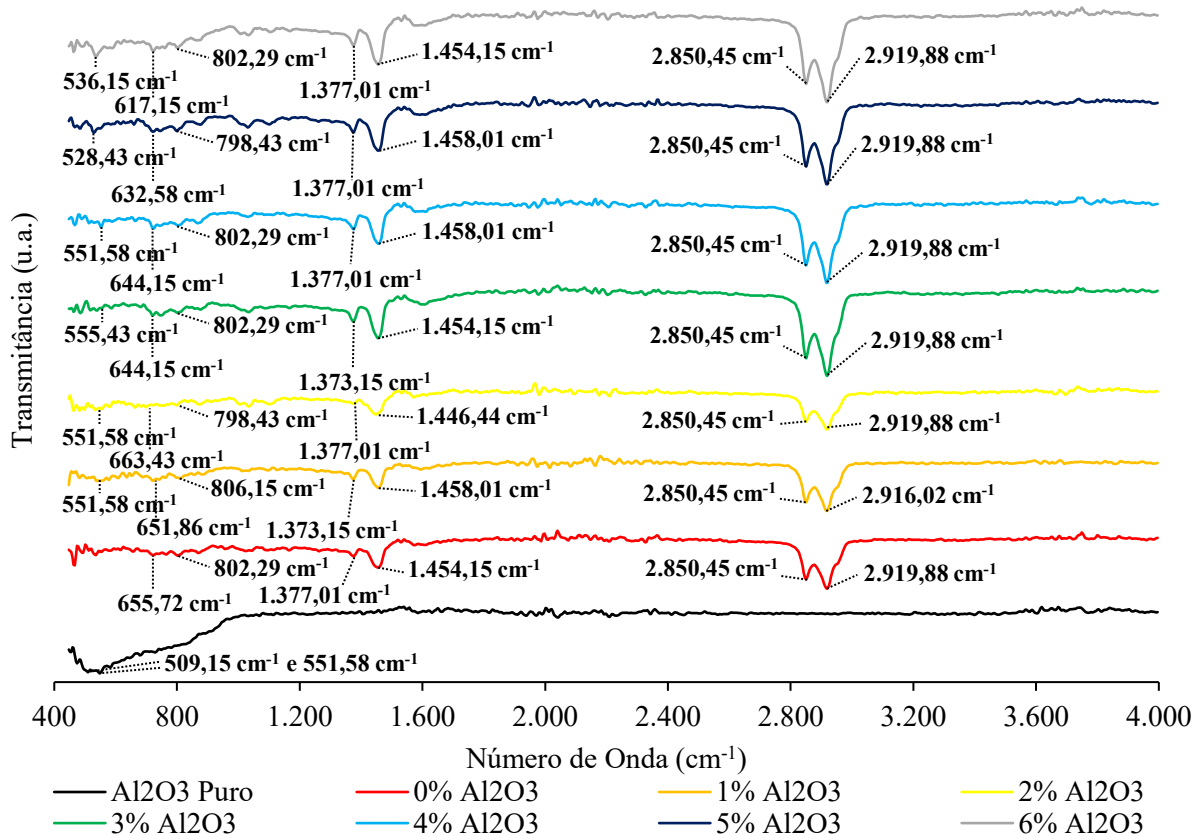 802,29 cm-1
1.454,15 cm-1
2.850,45 cm-1
2.919,88 cm-1
536,15 cm-1
617,15 cm-1
1.377,01 cm-1
528,43 cm-1
798,43 cm-1
1.458,01 cm-1
2.850,45 cm-1
2.919,88 cm-1
632,58 cm-1
1.377,01 cm-1
551,58 cm-1
802,29 cm-1
1.458,01 cm-1
2.850,45 cm-1
2.919,88 cm-1
644,15 cm-1
1.377,01 cm-1
555,43 cm-1
802,29 cm-1
1.454,15 cm-1
2.850,45 cm-1
2.919,88 cm-1
644,15 cm-1
1.373,15 cm-1
551,58 cm-1
798,43 cm-1
1.446,44 cm-1
2.850,45 cm-1
2.919,88 cm-1
663,43 cm-1
1.377,01 cm-1
551,58 cm-1
806,15 cm-1
1.458,01 cm-1
2.850,45 cm-1
2.916,02 cm-1
651,86 cm-1
1.373,15 cm-1
802,29 cm-1
1.454,15 cm-1
2.850,45 cm-1
2.919,88 cm-1
655,72 cm-1
1.377,01 cm-1
509,15 cm-1 e 551,58 cm-1
Transmitância (u.a.)
400 800 1.200 1.600 2.000 2.400 2.800 3.200 3.600 4.000
Número de Onda (cm-1)
Al2O3 Puro 0% Al2O3 1% Al2O3 2% Al2O3
3% Al2O3 4% Al2O3 5% Al2O3 6% Al2O3